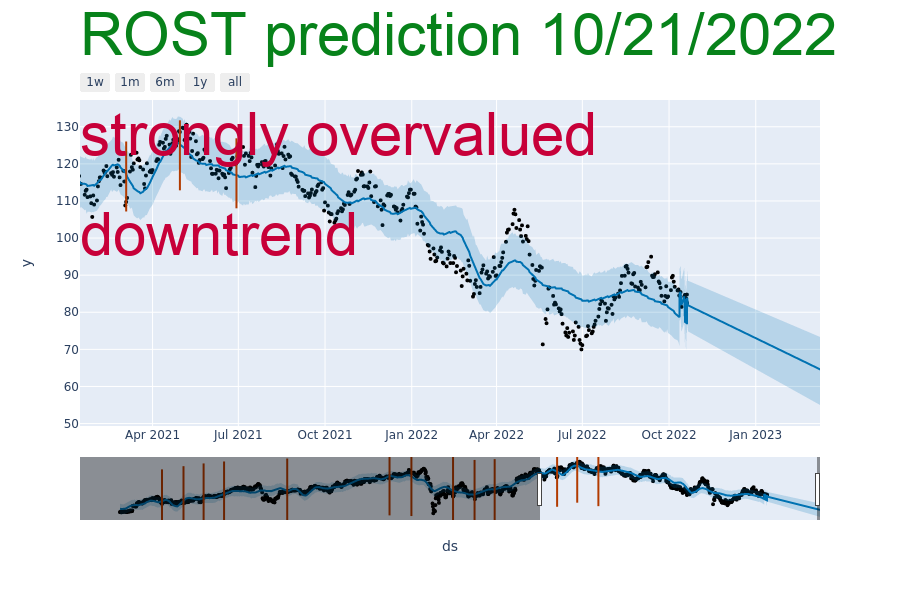 ROST prediction 10/21/2022
1w 1m 6m 1y all
strongly overvalued
downtrend
y
130
120
110
100
90
80
70
60
50
Apr 2021 Jul 2021 Oct 2021 Jan 2022 Apr 2022 Jul 2022 Oct 2022 Jan 2023
ds